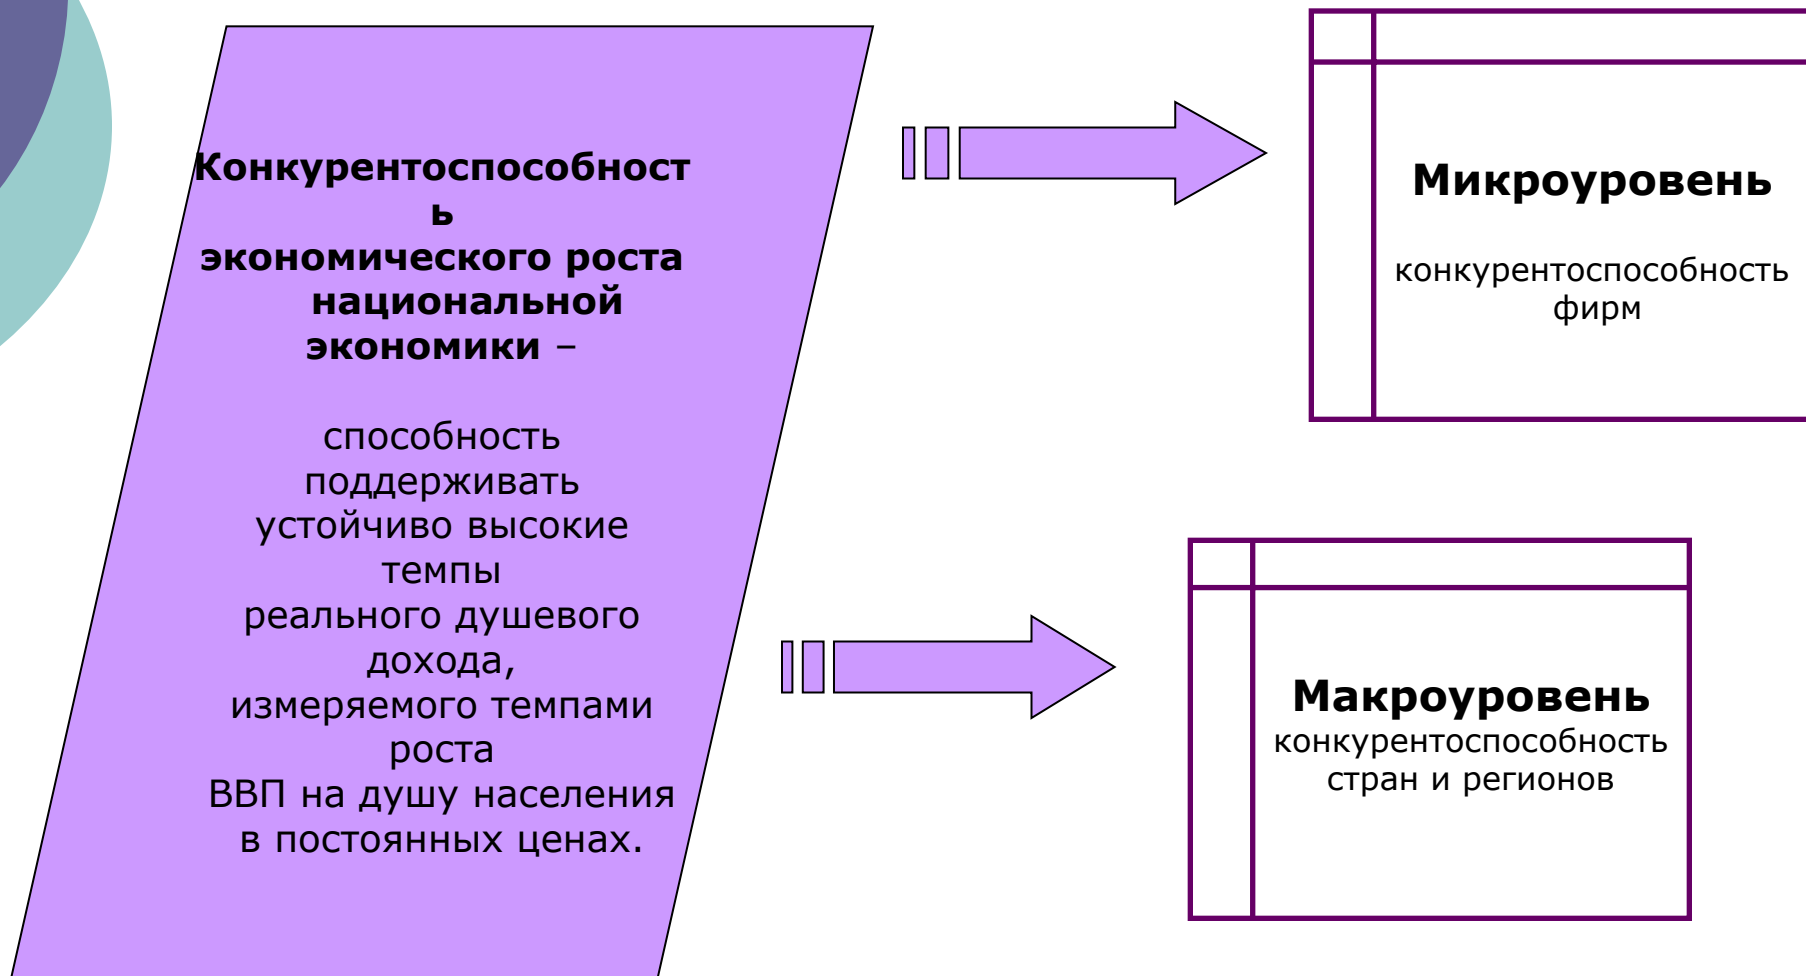 Конкурентоспособност
ь
экономического роста
национальной
экономики –
способность
поддерживать
устойчиво высокие
темпы
реального душевого
дохода,
измеряемого темпами
роста
ВВП на душу населения
в постоянных ценах.
Микроуровень
конкурентоспособность
фирм
Макроуровень
конкурентоспособность
стран и регионов